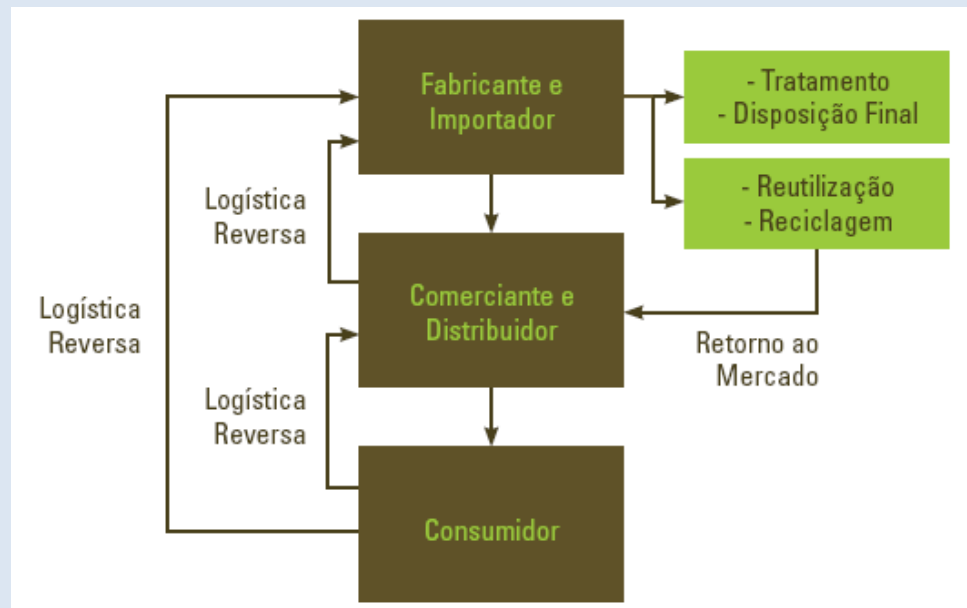 Fabricante e
Importador
- Tratamento
- Disposição Final
- Reutilização
- Reciclagem
Logística
Reversa
Logística
Reversa
Comerciante e
Distribuidor
Retorno ao
Mercado
Logística
Reversa
Consumidor